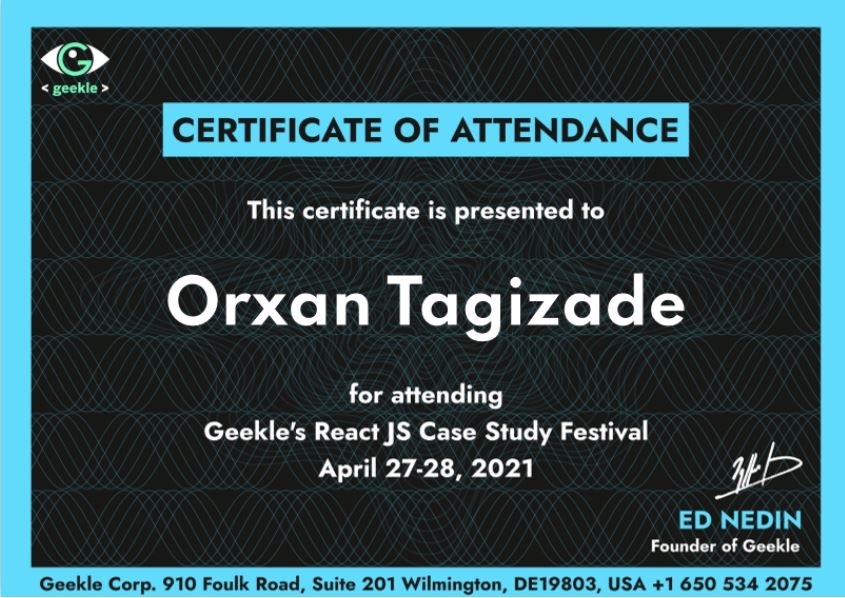 < geekle >
CERTIFICATE OF ATTENDANCE
This certificate is presented to
Orxan Tagizade
for attending
Geekle's React JS Case Study Festival
April 27-28, 2021
ED NEDIN
Founder of Geekle
Geekle Corp. 910 Foulk Road, Suite 201 Wilmington, DE19803, USA +1 650 534 2075